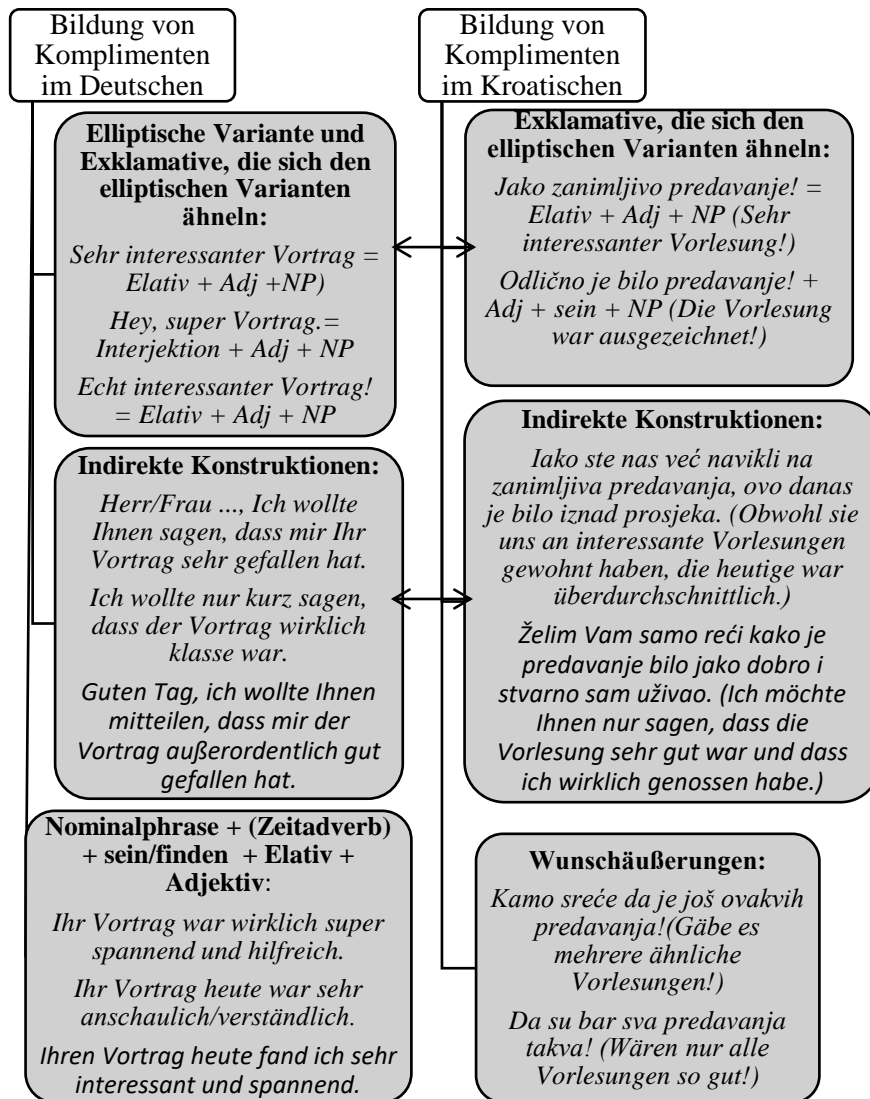 Bildung von
Komplimenten
im Deutschen
Elliptische Variante und
Exklamative, die sich den
elliptischen Varianten
ähneln:
Sehr interessanter Vortrag =
Elativ + Adj +NP)
Hey, super Vortrag.=
Interjektion + Adj + NP
Echt interessanter Vortrag!
= Elativ + Adj + NP
Indirekte Konstruktionen:
Herr/Frau ..., Ich wollte
Ihnen sagen, dass mir Ihr
Vortrag sehr gefallen hat.
Ich wollte nur kurz sagen,
dass der Vortrag wirklich
klasse war.
Guten Tag, ich wollte Ihnen
mitteilen, dass mir der
Vortrag außerordentlich gut
gefallen hat.
Nominalphrase + (Zeitadverb)
+ sein/finden + Elativ +
Adjektiv:
Ihr Vortrag war wirklich super
spannend und hilfreich.
Ihr Vortrag heute war sehr
anschaulich/verständlich.
Ihren Vortrag heute fand ich sehr
interessant und spannend.
Bildung von
Komplimenten
im Kroatischen
Exklamative, die sich den
elliptischen Varianten ähneln:
Jako zanimljivo predavanje! =
Elativ + Adj + NP (Sehr
interessanter Vorlesung!)
Odlično je bilo predavanje! +
Adj + sein + NP (Die Vorlesung
war ausgezeichnet!)
Indirekte Konstruktionen:
Iako ste nas već navikli na
zanimljiva predavanja, ovo danas
je bilo iznad prosjeka. (Obwohl sie
uns an interessante Vorlesungen
gewohnt haben, die heutige war
überdurchschnittlich.)
Želim Vam samo reći kako je
predavanje bilo jako dobro i
stvarno sam uživao. (Ich möchte
Ihnen nur sagen, dass die
Vorlesung sehr gut war und dass
ich wirklich genossen habe.)
Wunschäußerungen:
Kamo sreće da je još ovakvih
predavanja!(Gäbe es
mehrere ähnliche
Vorlesungen!)
Da su bar sva predavanja
takva! (Wären nur alle
Vorlesungen so gut!)